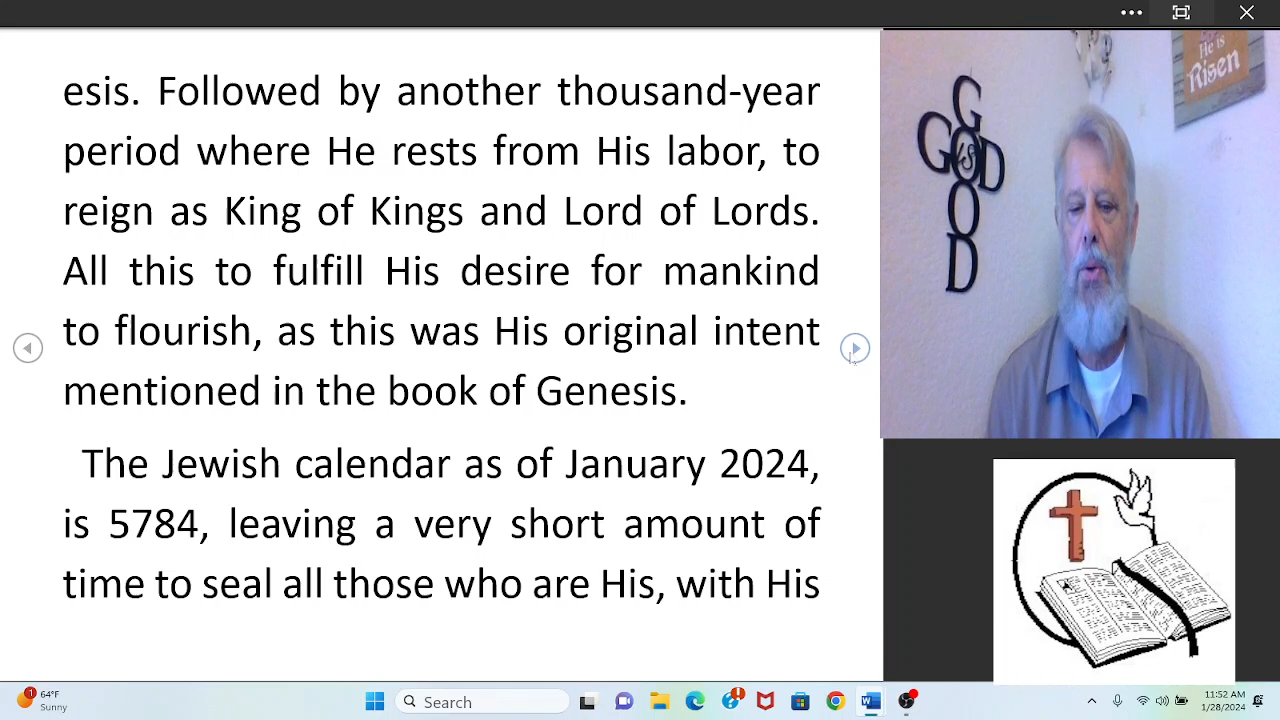 esis. Followed by another thousand-year
period where He rests from His labor, to
reign as King of Kings and Lord of Lords.
All this to fulfill His desire for mankind
to flourish, as this was His original intent
mentioned in the book of Genesis.
The Jewish calendar as of January 2024,
is 5784, leaving a very short amount of
time to seal all those who are His, with His
He is
Risen
GOD
IS
GOOD
1
64°F
Sunny
Search
11:52 AM
1/28/2024